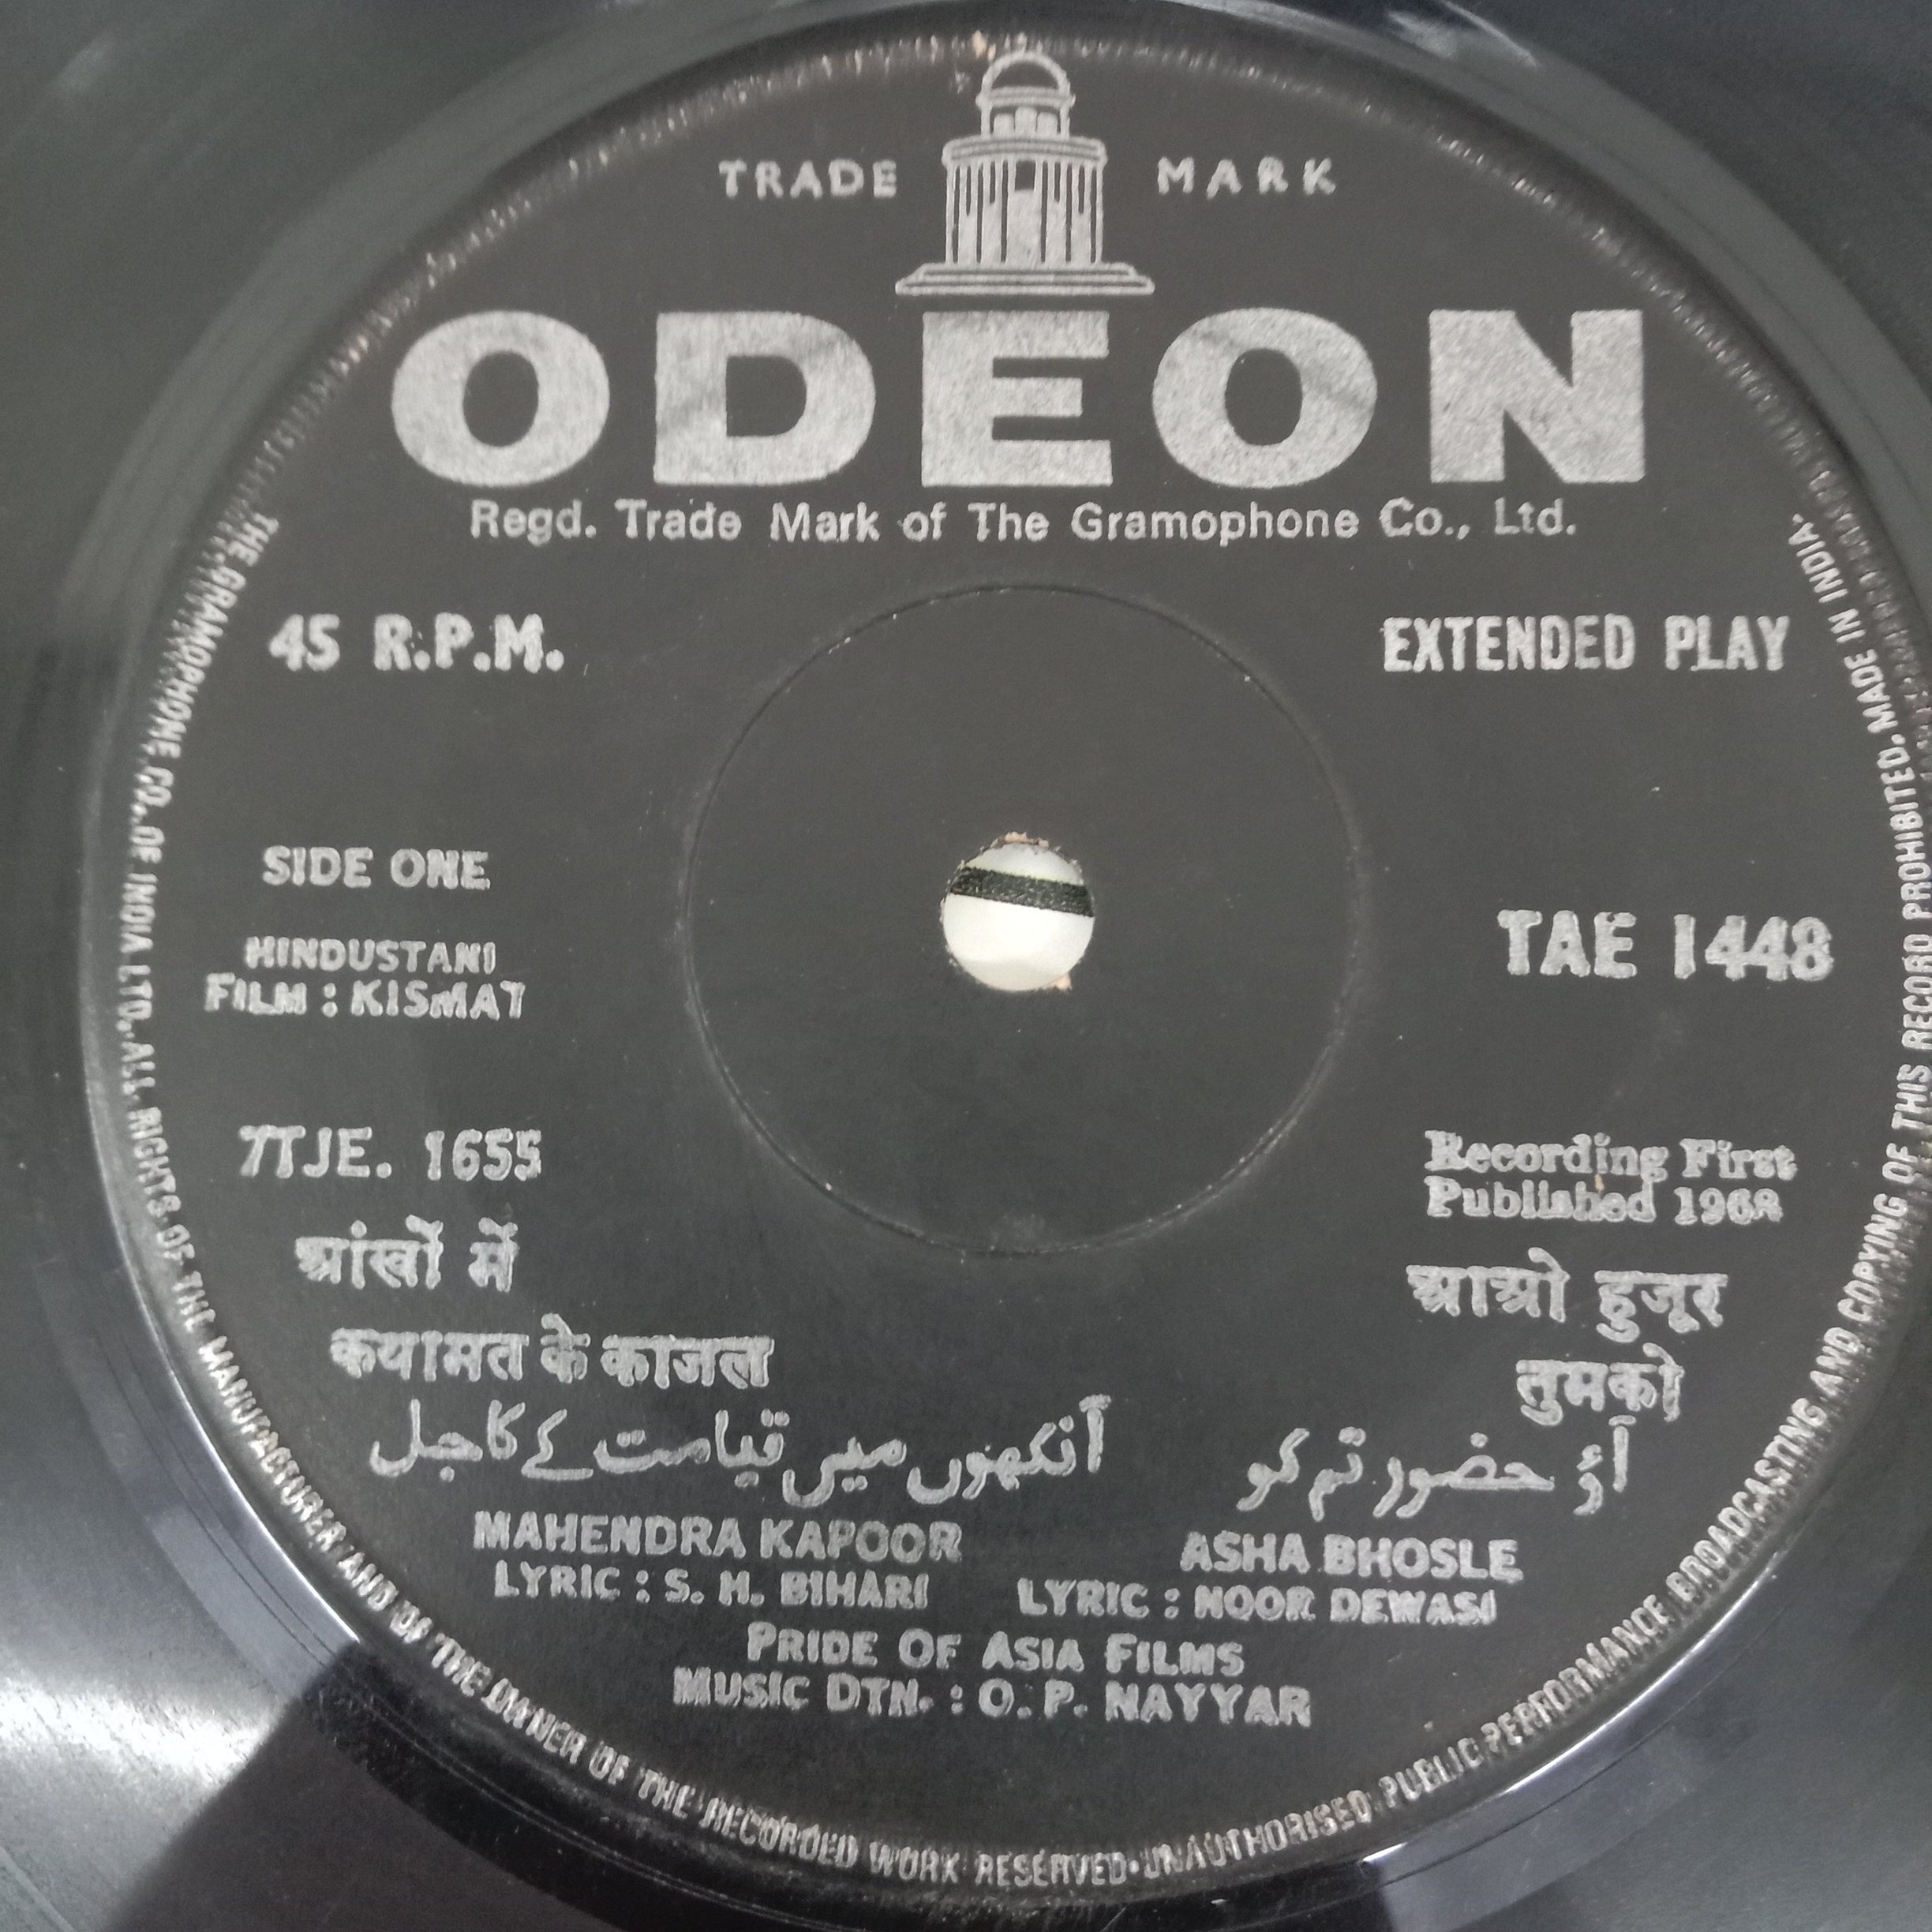 TRADE MARK
ODEON
Regd. Trade Mark of The Gramophone Co., Ltd.
45 R.P.M.
EXTENDED PLAY
SIDE ONE
HINDUSTANI
FILM : KISMAT
TAE 1448
7TJE. 1655
Recording First
Published 1968
आंखों में
क़यामत के काजल
آنکھوں میں قیامت کے کاجل
MAHENDRA KAPOOR
LYRIC : S. H. BIHARI
आओ हुजूर
तुमको
آؤ حضور تم کو
ASHA BHOSLE
LYRIC : NOOR DEWASI
PRIDE OF ASIA FILMS
MUSIC DTN. : O. P. NAYYAR
THE GRAMOPHONE CO., OF INDIA LTD. ALL RIGHTS OF THE MANUFACTURER AND OF THE OWNER OF THE RECORDED WORK RESERVED·UNAUTHORISED PUBLIC PERFORMANCE BROADCASTING AND COPYING OF THIS RECORD PROHIBITED. MADE IN INDIA.